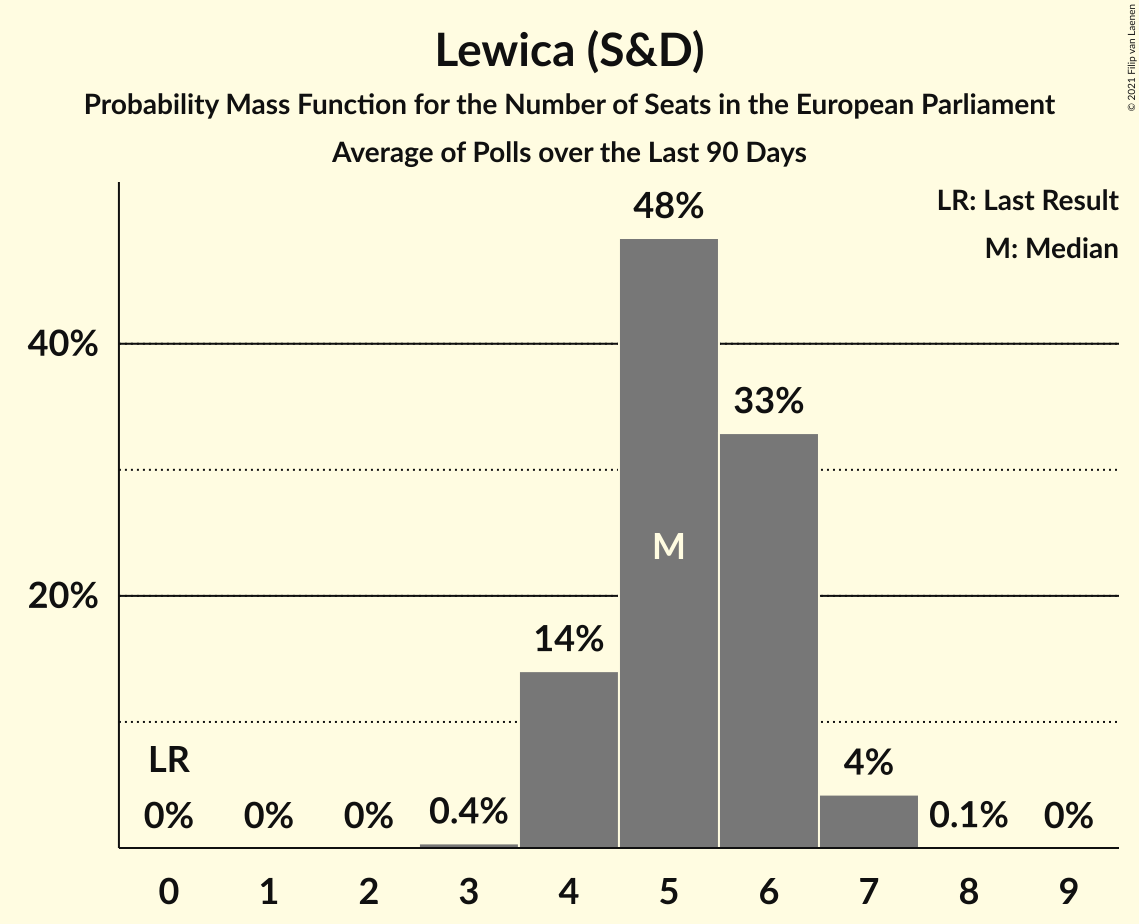 Lewica (S&D)
Probability Mass Function for the Number of Seats in the European Parliament
Average of Polls over the Last 90 Days
© 2021 Filip van Laenen
LR: Last Result
M: Median
48%
40%
33%
M
20%
14%
LR
4%
0% 0% 0% 0.4% 0.1% 0%
0 1 2 3 4 5 6 7 8 9